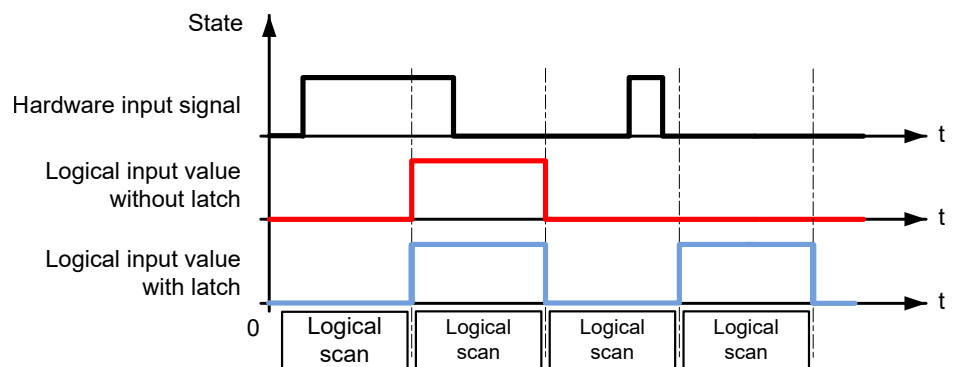 State
Hardware input signal
t
Logical input value
without latch
t
Logical input value
with latch
t
0
Logical
scan
Logical
scan
Logical
scan
Logical
scan